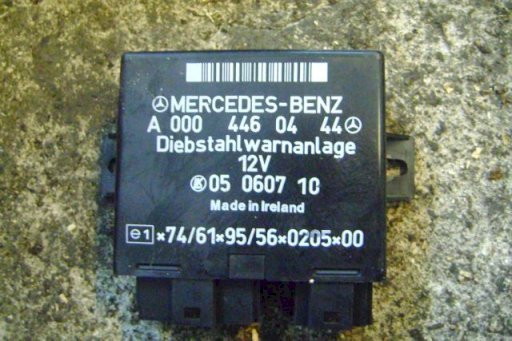 MERCEDES-BENZ
A 000 446 04 44
Diebstahlwarnanlage
12V
05 0607 10
Made in Ireland
e1 *74/61*95/56*0205*00